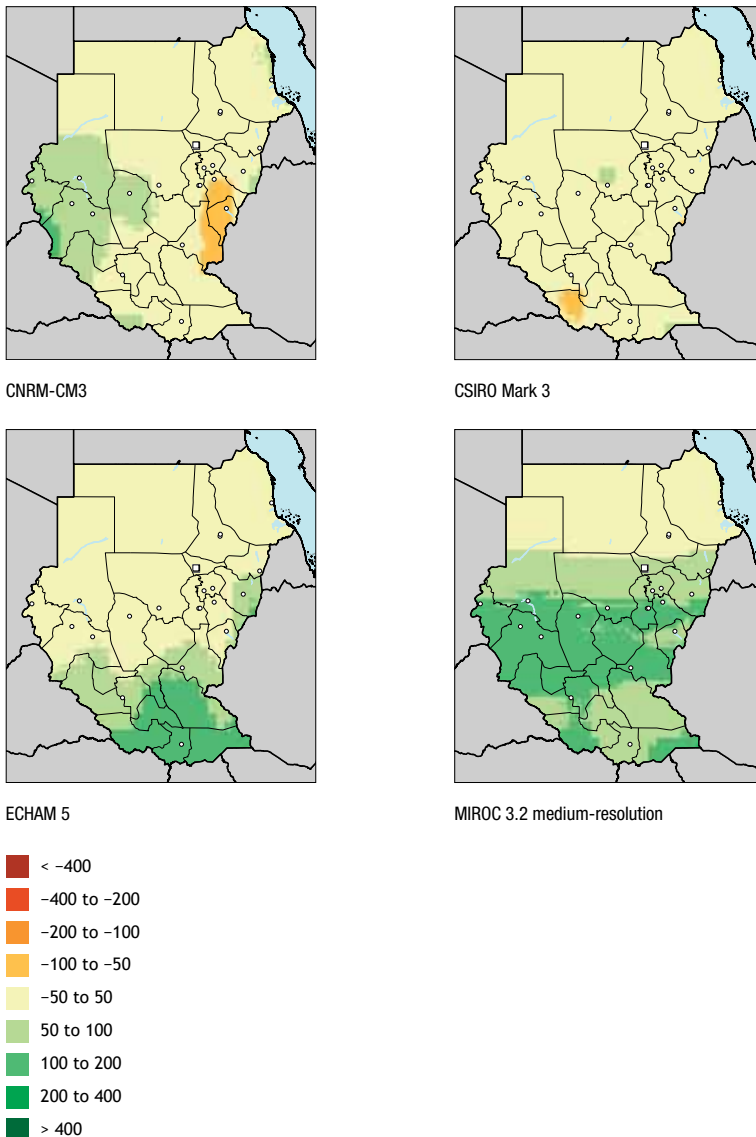 CNRM-CM3
CSIRO Mark 3
ECHAM 5
MIROC 3.2 medium-resolution
< −400
−400 to −200
−200 to −100
−100 to −50
−50 to 50
50 to 100
100 to 200
200 to 400
> 400